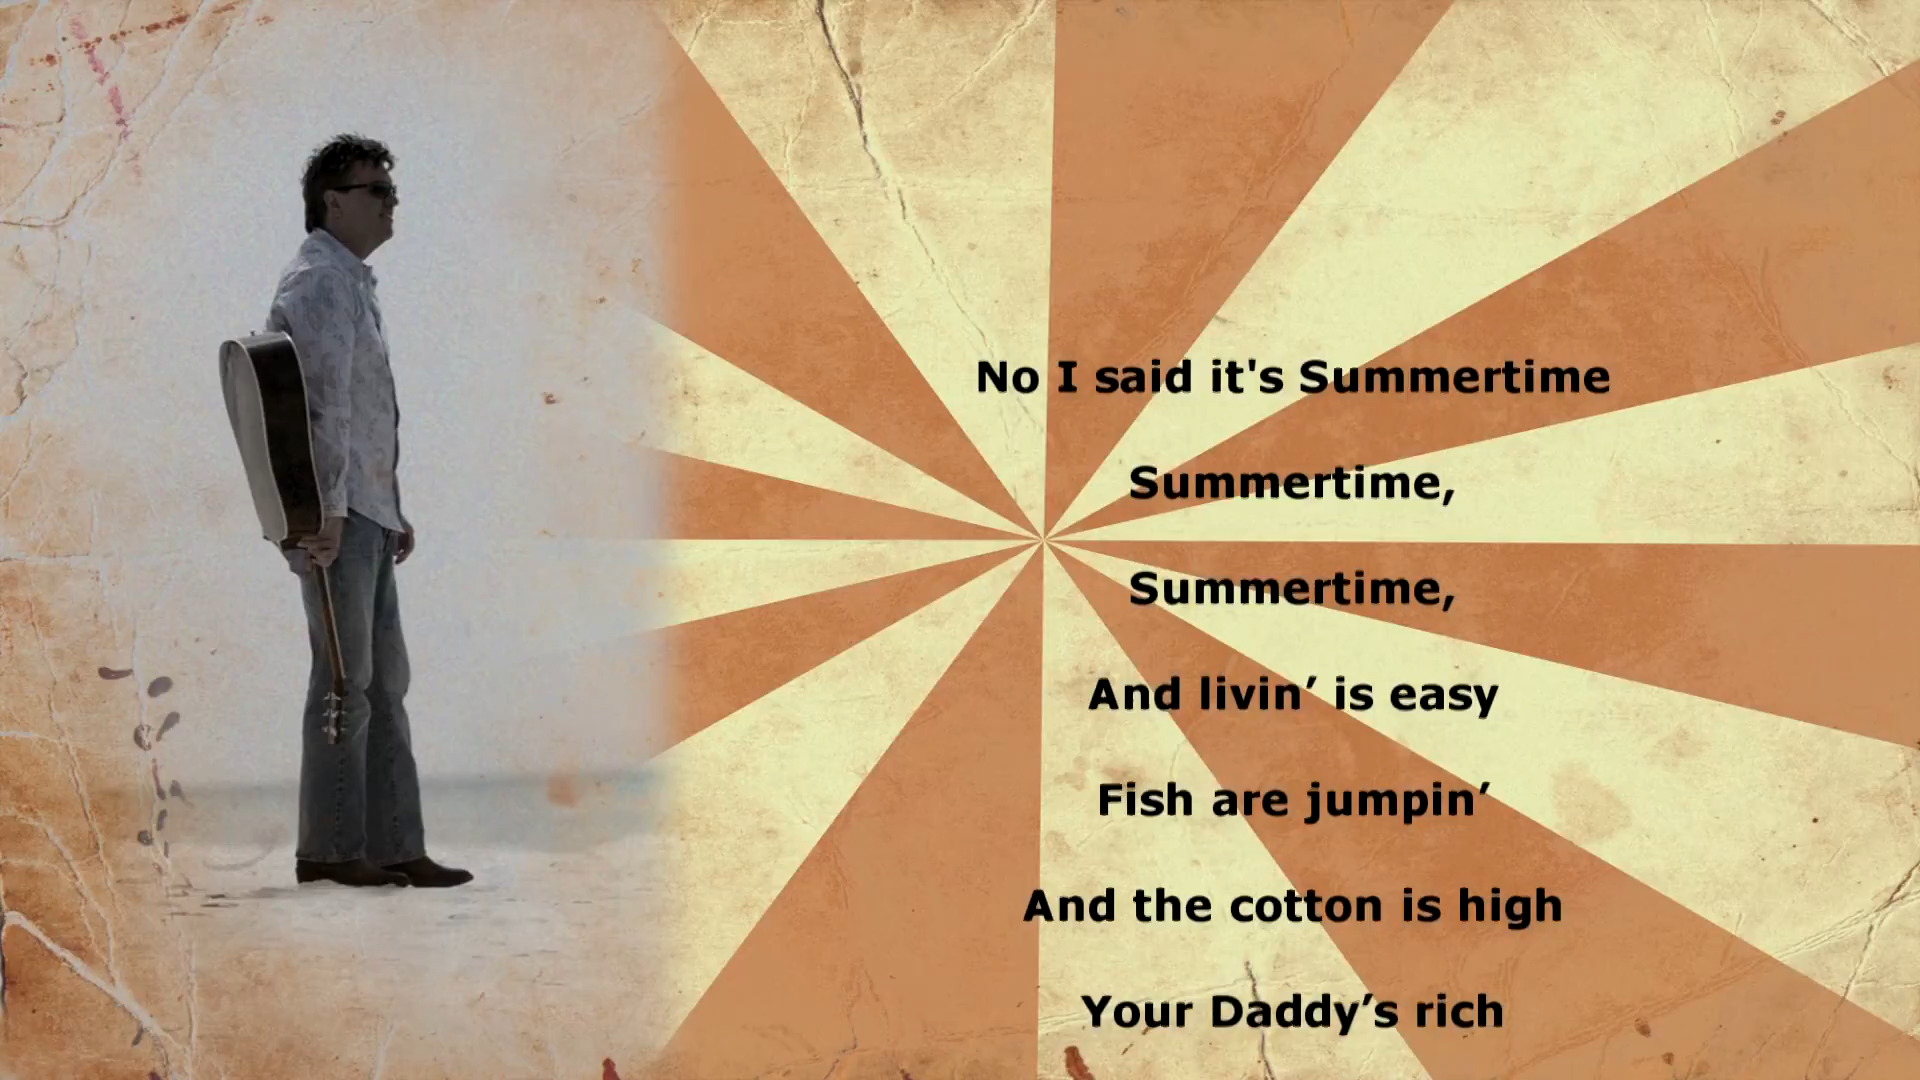 No I said it's Summertime
Summertime,
Summertime,
And livin’ is easy
Fish are jumpin’
And the cotton is high
Your Daddy’s rich